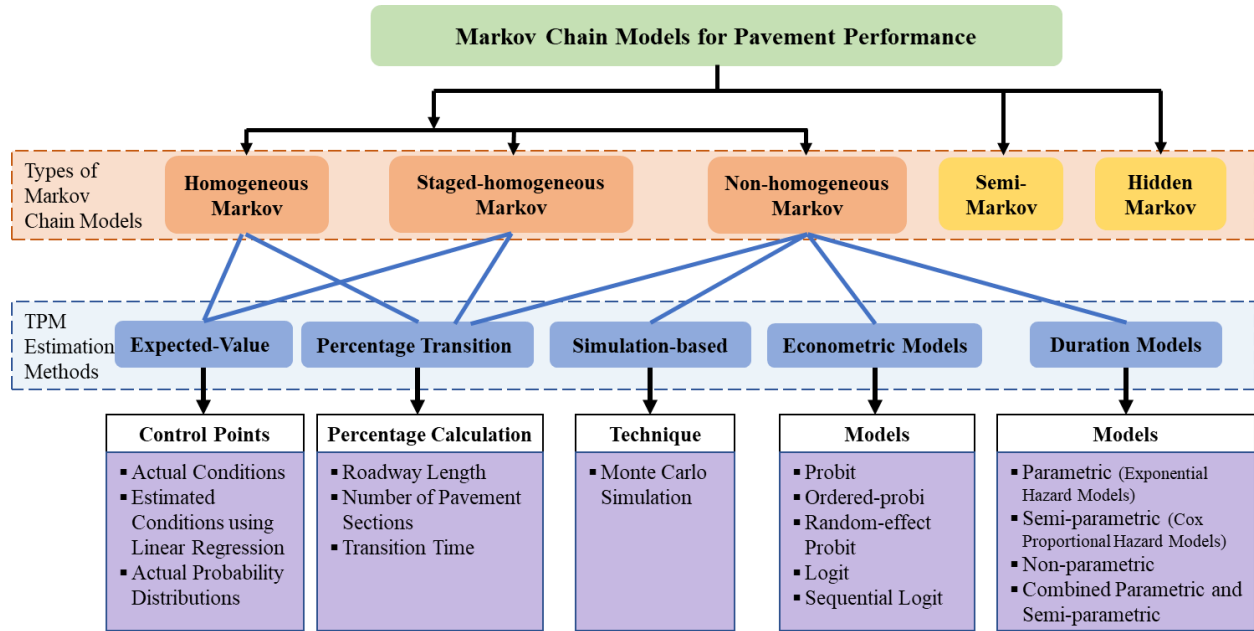 Markov Chain Models for Pavement Performance
Types of
Markov
Chain Models
Homogeneous
Markov
Staged-homogeneous
Markov
Non-homogeneous
Markov
Semi-
Markov
Hidden
Markov
TPM
Estimation
Methods
Expected-Value
Percentage Transition
Simulation-based
Econometric Models
Duration Models
Control Points
▪ Actual Conditions
▪ Estimated
Conditions using
Linear Regression
▪ Actual Probability
Distributions
Percentage Calculation
▪ Roadway Length
▪ Number of Pavement
Sections
▪ Transition Time
Technique
▪ Monte Carlo
Simulation
Models
▪ Probit
▪ Ordered-probi
▪ Random-effect
Probit
▪ Logit
▪ Sequential Logit
Models
▪ Parametric (Exponential
Hazard Models)
▪ Semi-parametric (Cox
Proportional Hazard Models)
▪ Non-parametric
▪ Combined Parametric and
Semi-parametric